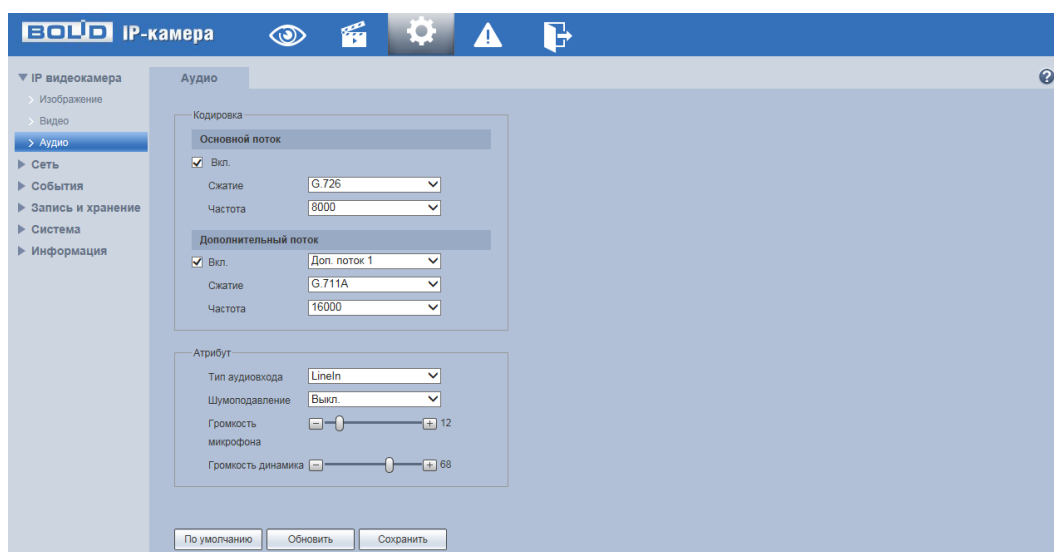 BOLID IP-камера
IP видеокамера
Изображение
Видео
Аудио
Сеть
События
Запись и хранение
Система
Информация
Аудио
?
Кодировка
Основной поток
Вкл.
Сжатие G.726
Частота 8000
Дополнительный поток
Вкл. Доп. поток 1
Сжатие G.711A
Частота 16000
Атрибут
Тип аудиовхода LineIn
Шумоподавление Выкл.
Громкость 12
микрофона
Громкость динамика 68
По умолчанию Обновить Сохранить